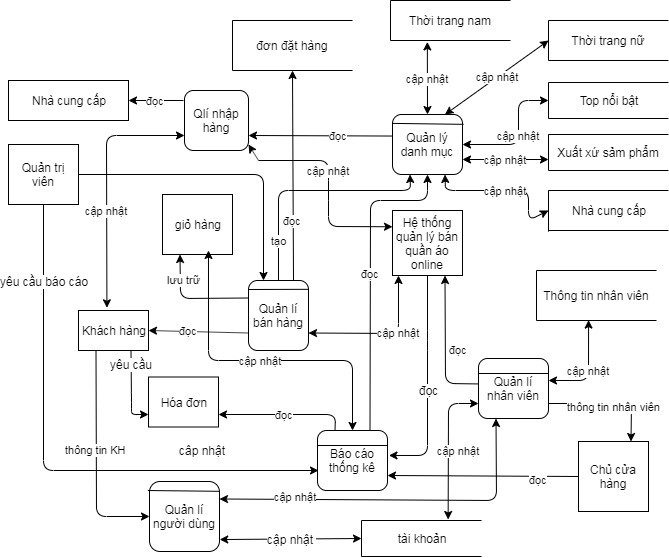 Thời trang nam
đơn đặt hàng
Thời trang nữ
cập nhật
cập nhật
Nhà cung cấp
đọc
Qlí nhập
hàng
Top nổi bật
đọc
Quản lý
danh mục
cập nhật
Xuất xứ sảm phẩm
cập nhật
Quản trị
viên
cập nhật
cập nhật
cập nhật
Nhà cung cấp
giỏ hàng
đọc
Hệ thống
quản lý bán
quần áo
online
tạo
yêu cầu báo cáo
lưu trữ
đọc
Thông tin nhân viên
Quản lí
bán hàng
Khách hàng
đọc
cập nhật
đọc
yêu cầu
cập nhật
cập nhật
Quản lí
nhân viên
đọc
Hóa đơn
đọc
thông tin nhân viên
thông tin KH
câp nhật
Báo cáo
thống kê
cập nhật
Chủ cửa
hàng
đọc
Quản lí
người dùng
cập nhật
cập nhật
tài khoản